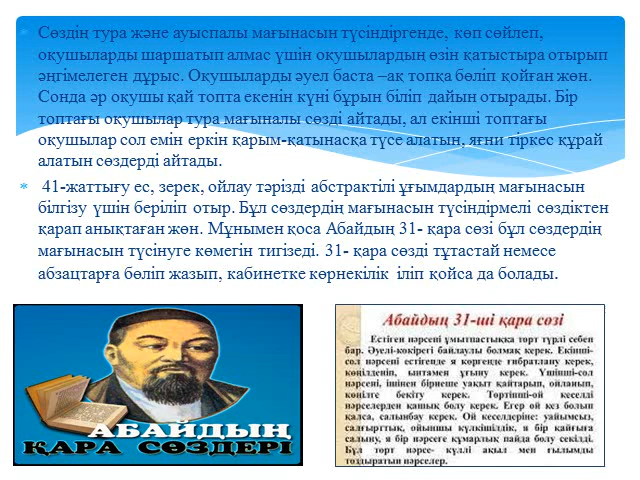 Сөздің тура және ауыспалы мағынасын түсіндіргенде, көп сөйлеп,
оқушыларды шаршатып алмас үшін оқушылардың өзін қатыстыра отырып
әңгімелеген дұрыс. Оқушыларды әуел баста –ақ топқа бөліп қойған жөн.
Сонда әр оқушы қай топта екенін күні бұрын біліп дайын отырады. Бір
топтағы оқушылар тура мағыналы сөзді айтады, ал екінші топтағы
оқушылар сол емін еркін қарым-қатынасқа түсе алатын, яғни тіркес құрай
алатын сөздерді айтады.
41-жаттығу ес, зерек, ойлау тәрізді абстрактілі ұғымдардың мағынасын
білгізу үшін беріліп отыр. Бұл сөздердің мағынасын түсіндірмелі сөздіктен
қарап анықтаған жөн. Мұнымен қоса Абайдың 31- қара сөзі бұл сөздердің
мағынасын түсінуге көмегін тигізеді. 31- қара сөзді тұтастай немесе
абзацтарға бөліп жазып, кабинетке көрнекілік іліп қойса да болады.
АБАЙДЫҢ
ҚАРА СӨЗДЕРІ
Абайдың 31-ші қара сөзі
Естіген нәрсені ұмытпастыққа төрт түрлі себеп
бар. Әуелі-көкірегі байлаулы болмақ керек. Екінші-
сол нәрсені естігенде я көргенде ғибратлану керек,
көңілденіп, ынтамен ұғыну керек. Үшінші-сол
нәрсені, ішінен бірнеше уақыт қайтарып, ойланып,
көңілге бекіту керек. Төртінші-ой кеселді
нәрселерден қашық болу керек. Егер ой кез болып
қалса, салынбау керек. Ой кеселдеріне: уайымсыз,
салғырттық, ойыншы күлкішілдік, я бір қайғыға
салыну, я бір нәрсеге құмарлық пайда болу секілді.
Бұл төрт нәрсе- күллі ақыл мен ғылымды
тоздыратын нәрселер.